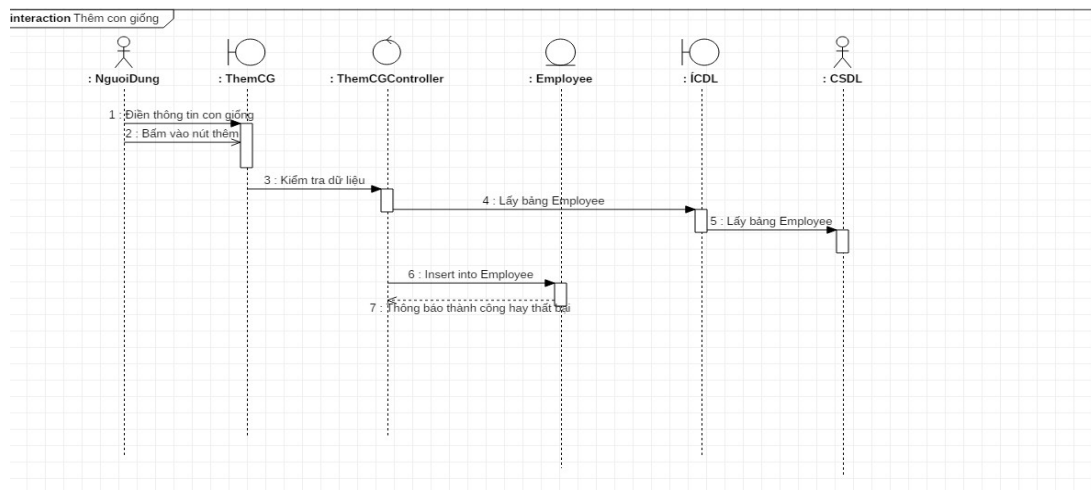 interaction Thêm con giống
: NguoiDung
: ThemCG
: ThemCGController
: Employee
: ÍCDL
: CSDL
1 : Điền thông tin con giống
2 : Bấm vào nút thêm
3 : Kiểm tra dữ liệu
4 : Lấy bảng Employee
5 : Lấy bảng Employee
6 : Insert into Employee
7 : Thông báo thành công hay thất bại